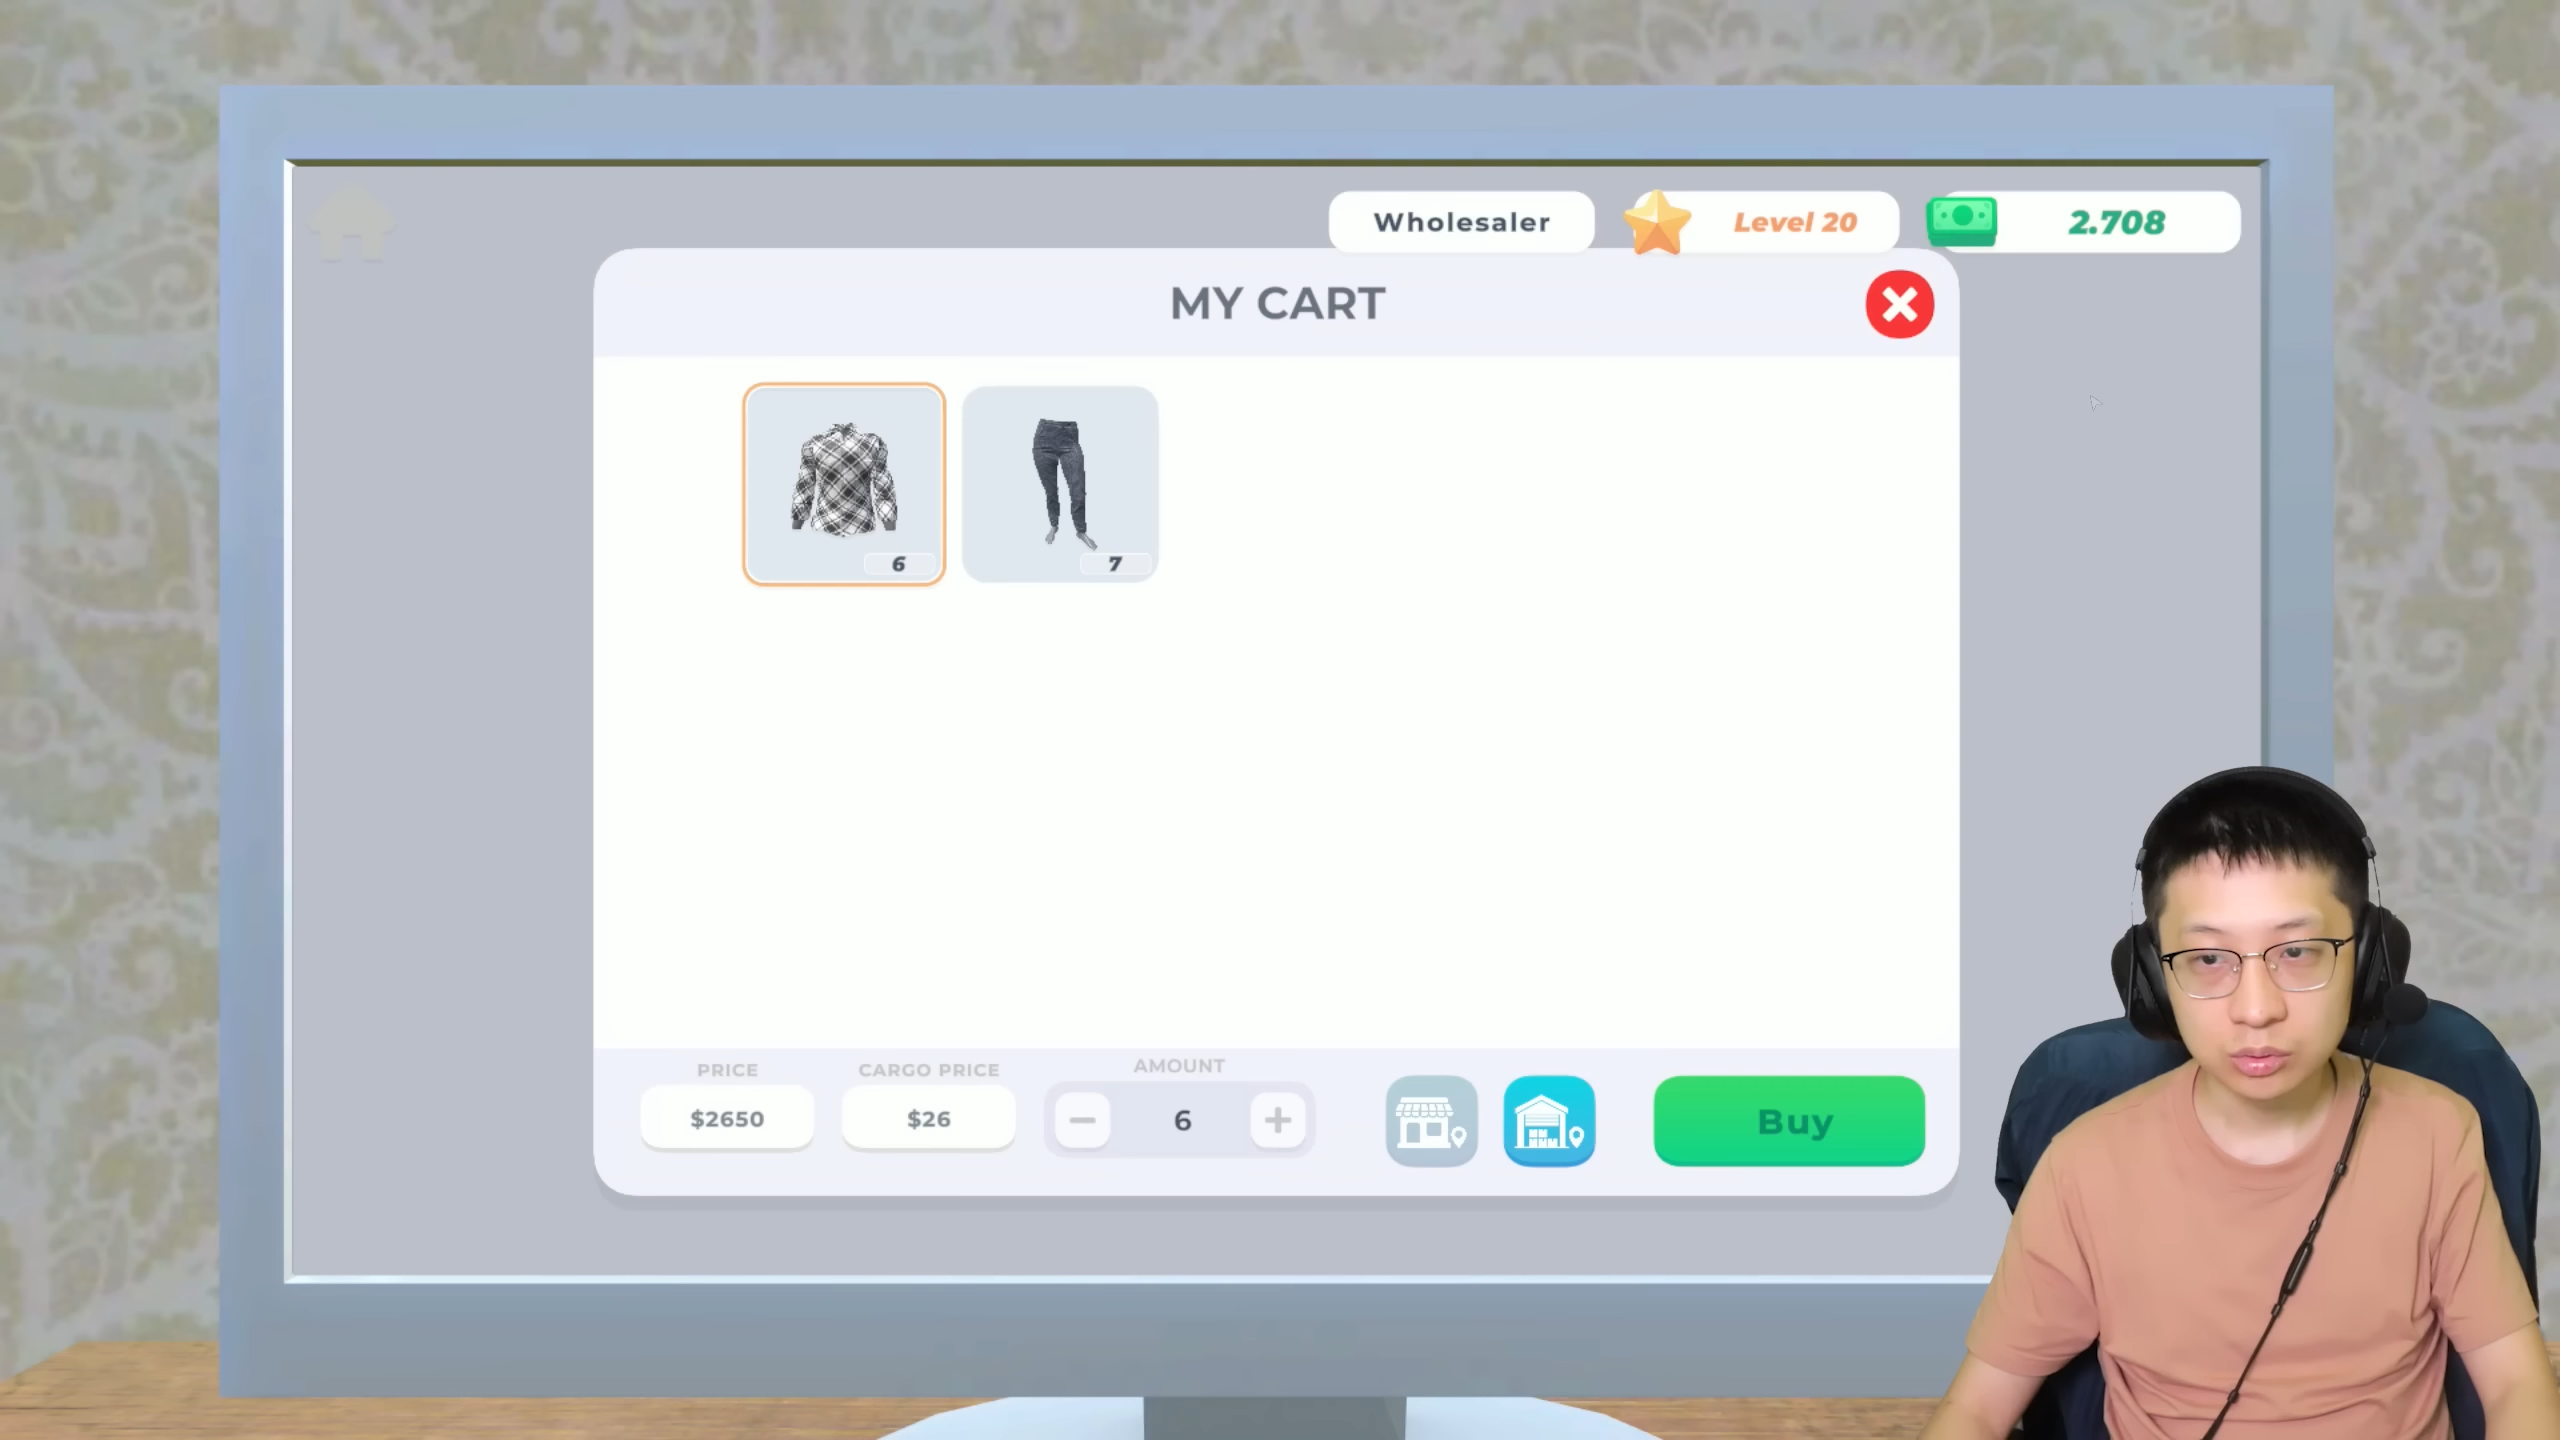 Wholesaler
Level 20
2.708
MY CART
6
7
PRICE
CARGO PRICE
AMOUNT
$2650
$26
6
Buy